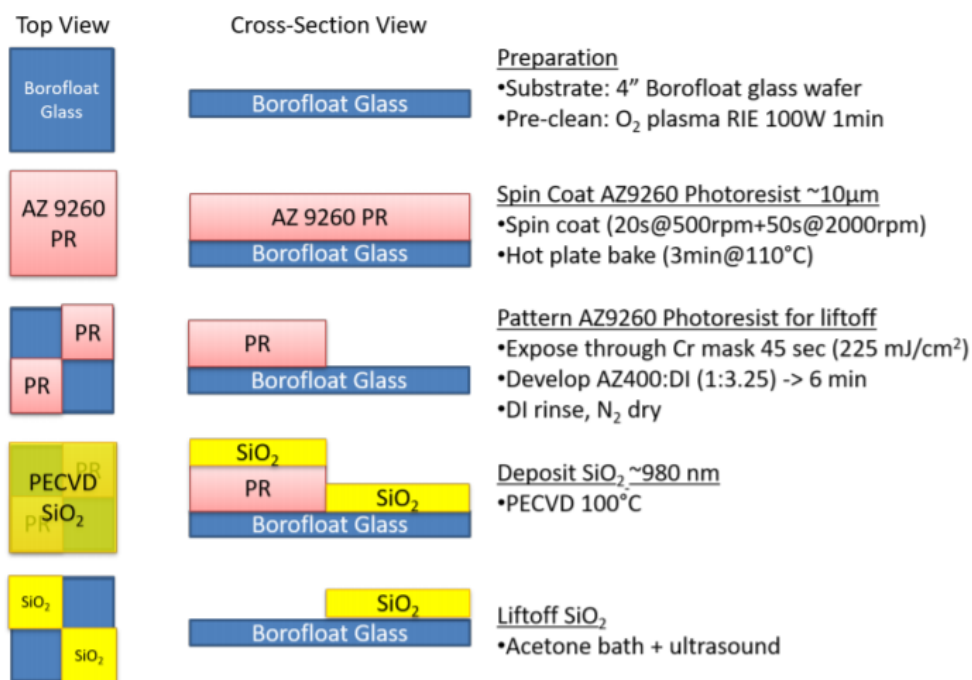 Top View
Cross-Section View
Borofloat
Glass
Borofloat Glass
Preparation
•Substrate: 4” Borofloat glass wafer
•Pre-clean: O₂ plasma RIE 100W 1min
AZ 9260
PR
AZ 9260 PR
Borofloat Glass
Spin Coat AZ9260 Photoresist ~10µm
•Spin coat (20s@500rpm+50s@2000rpm)
•Hot plate bake (3min@110°C)
PR
PR
PR
Borofloat Glass
Pattern AZ9260 Photoresist for liftoff
•Expose through Cr mask 45 sec (225 mJ/cm²)
•Develop AZ400:DI (1:3.25) -> 6 min
•DI rinse, N₂ dry
PR
PECVD
SiO₂
PR
SiO₂
PR
SiO₂
Borofloat Glass
Deposit SiO₂ ~980 nm
•PECVD 100°C
SiO₂
SiO₂
SiO₂
Borofloat Glass
Liftoff SiO₂
•Acetone bath + ultrasound